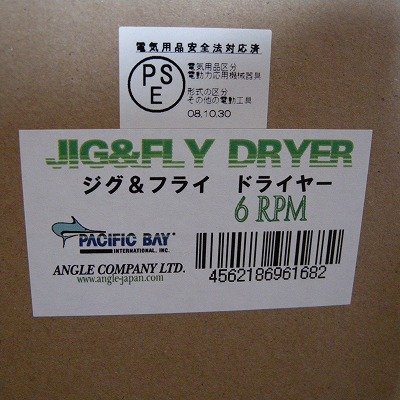 電気用品安全法対応済
PS
E
電気用品区分
電動力応用機械器具
形式の区分
その他の電動工具
08.10.30
JIG&FLY DRYER
ジグ＆フライ ドライヤー
6 RPM
PACIFIC BAY
INTERNATIONAL, INC.
ANGLE COMPANY LTD.
www.angle-japan.com
4562186961682